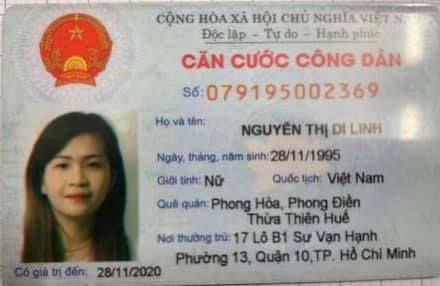 CỘNG HÒA XÃ HỘI CHỦ NGHĨA VIỆT NAM
Độc lập - Tự do - Hạnh phúc
CĂN CƯỚC CÔNG DÂN
Số: 079195002369
Họ và tên:
NGUYỄN THỊ DI LINH
Ngày, tháng, năm sinh: 28/11/1995
Giới tính: Nữ Quốc tịch: Việt Nam
Quê quán: Phong Hòa, Phong Điền
Thừa Thiên Huế
Nơi thường trú: 17 Lô B1 Sư Vạn Hạnh
Phường 13, Quận 10,TP. Hồ Chí Minh
Có giá trị đến: 28/11/2020